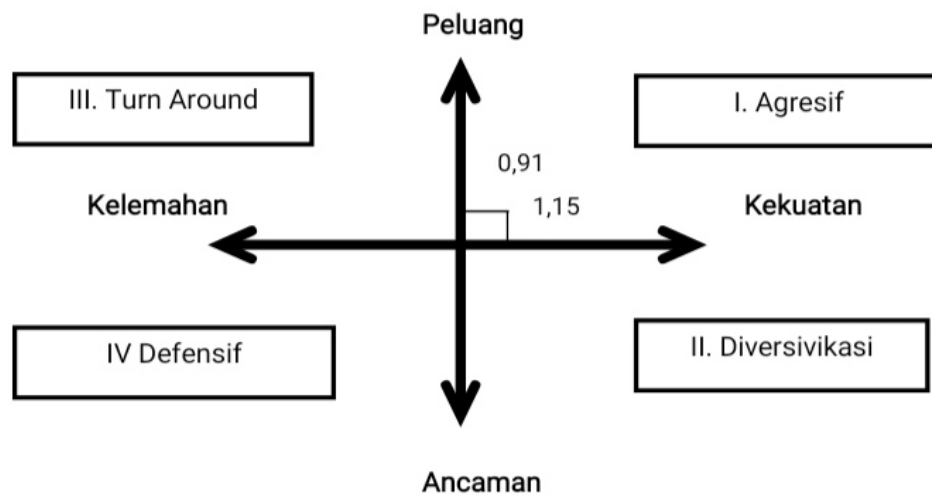 Peluang
III. Turn Around
I. Agresif
0,91
1,15
Kelemahan
Kekuatan
IV Defensif
II. Diversivikasi
Ancaman